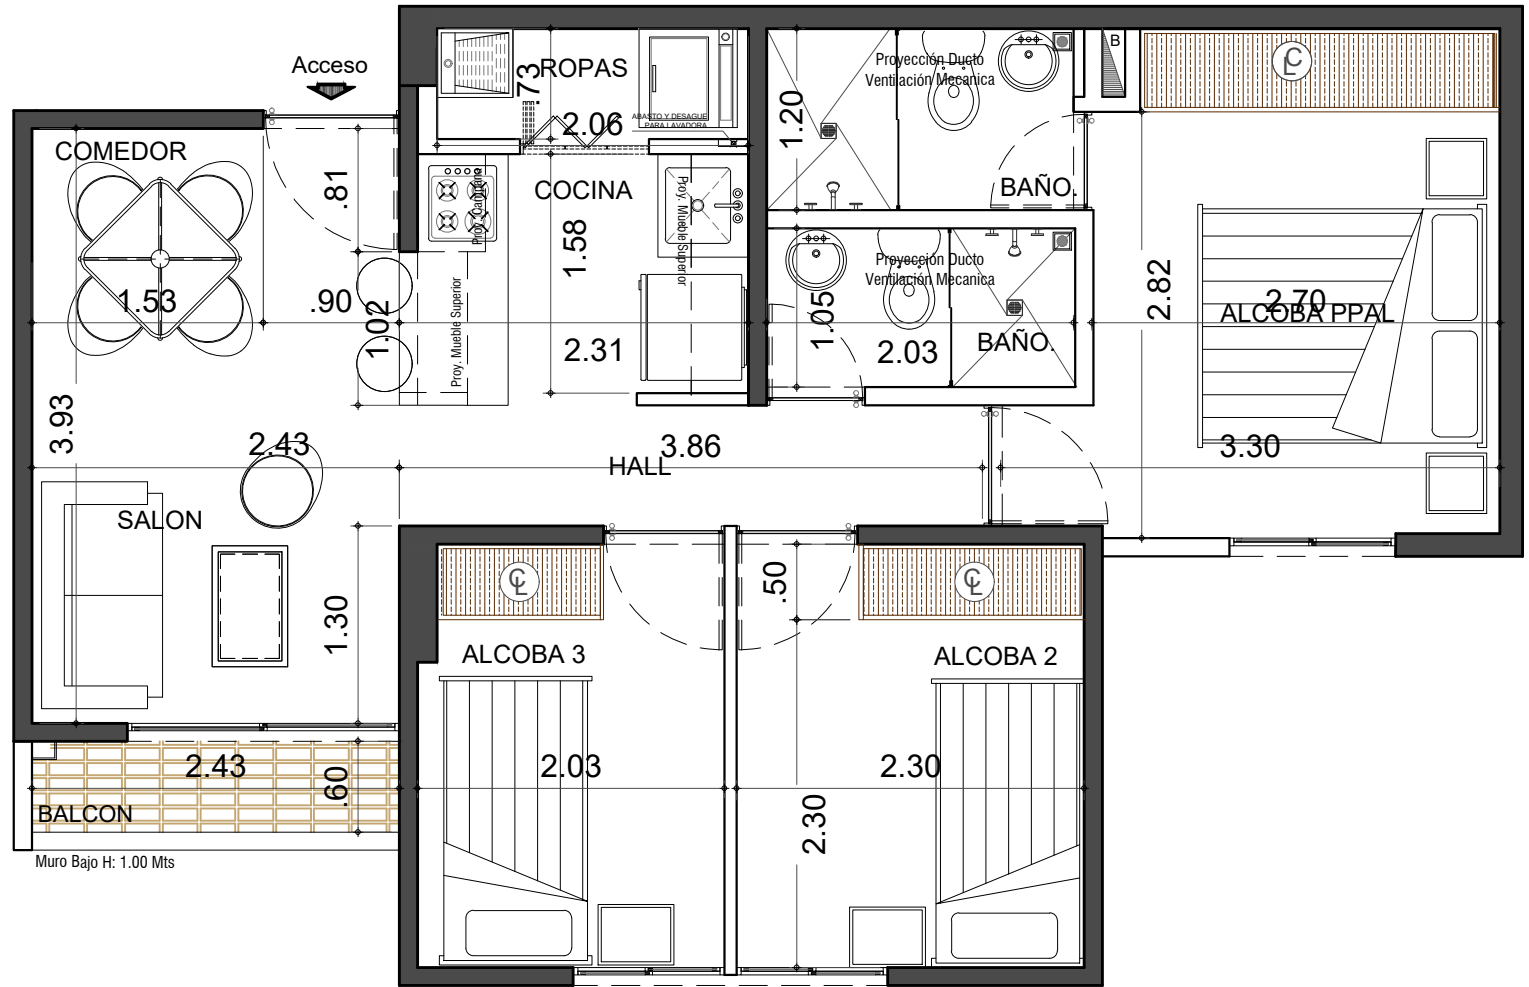 Acceso
ROPAS
.73
2.06
ABASTO Y DESAGUE
PARA LAVADORA
B
C
L
Proyección Ducto
Ventilación Mecanica
1.20
BAÑO.
COMEDOR
.81
COCINA
Proy. Campana
Proy. Mueble Superior
1.58
1.53
.90
1.02
Proy. Mueble Superior
2.31
Proyección Ducto
Ventilación Mecanica
1.05
2.03
BAÑO.
2.82
2.70
ALCOBA PPAL
3.93
2.43
3.86
HALL
3.30
SALON
1.30
C
L
.50
C
L
ALCOBA 3
ALCOBA 2
2.43
.60
2.03
2.30
2.30
BALCON
Muro Bajo H: 1.00 Mts